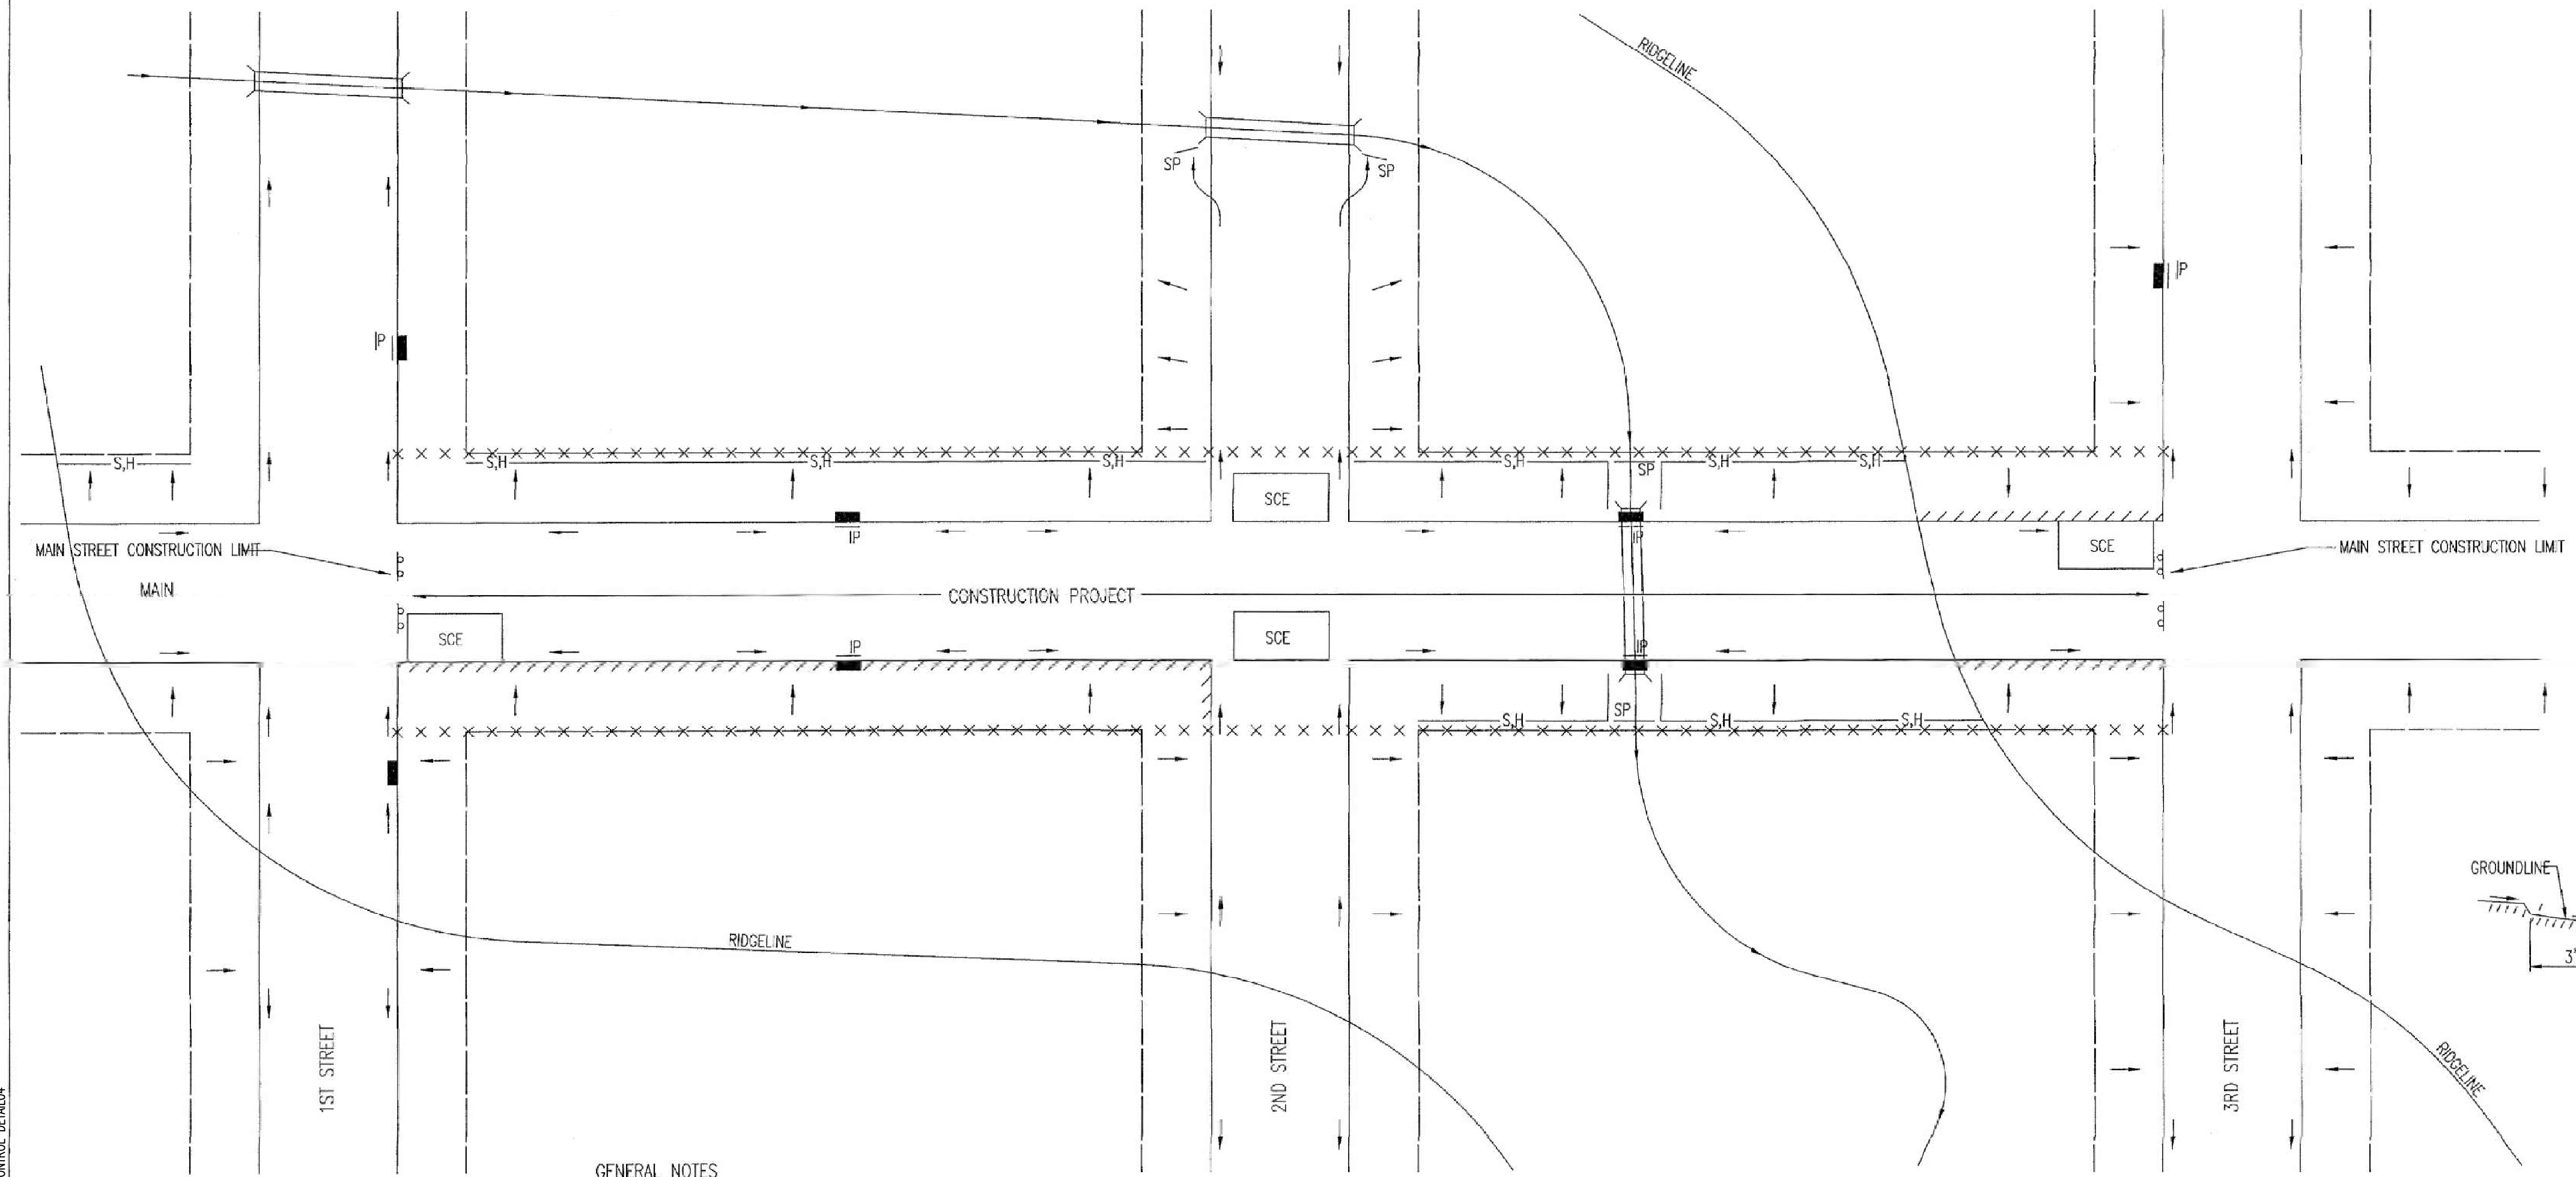 RIDGELINE
SP
SP
IP
IP
S,H
S,H
S,H
S,H
S,H
SP
S,H
S,H
SCE
IP
IP
SCE
MAIN STREET CONSTRUCTION LIMIT
MAIN STREET CONSTRUCTION LIMIT
MAIN
CONSTRUCTION PROJECT
SCE
SCE
IP
IP
S,H
SP
S,H
S,H
GROUNDLINE
RIDGELINE
3'
1ST STREET
2ND STREET
3RD STREET
RIDGELINE
GENERAL NOTES